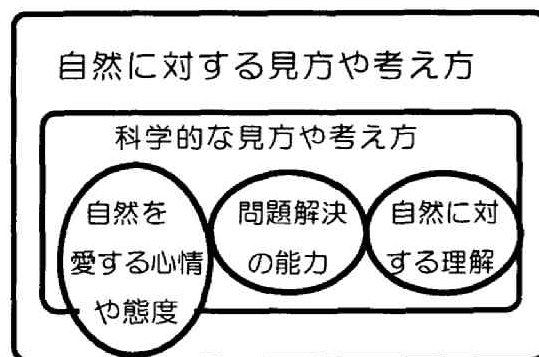 自然に対する見方や考え方
科学的な見方や考え方
自然を
愛する心情
や態度
問題解決
の能力
自然に対
する理解